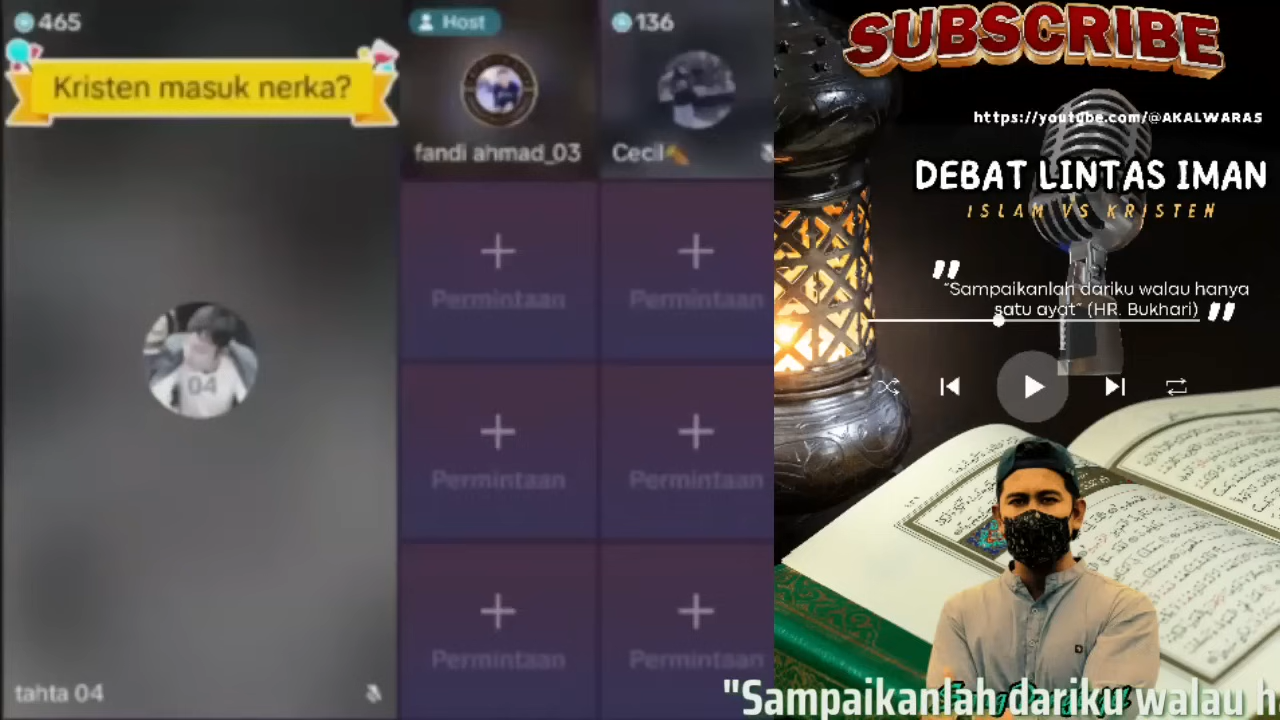 465
Kristen masuk nerka?
tahta 04
04
Host
fandi ahmad_03
136
Cecil
Permintaan
Permintaan
Permintaan
Permintaan
Permintaan
Permintaan
SUBSCRIBE
https://youtube.com/@AKALWARAS
DEBAT LINTAS IMAN
ISLAM VS KRISTEN
"Sampaikanlah dariku walau hanya
satu ayat" (HR. Bukhari)
"Sampaikanlah dariku walau h